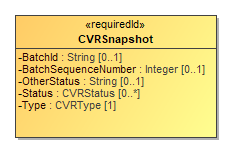 «requiredId»
CVRSnapshot
-BatchId : String [0..1]
-BatchSequenceNumber : Integer [0..1]
-OtherStatus : String [0..1]
-Status : CVRStatus [0..*]
-Type : CVRType [1]